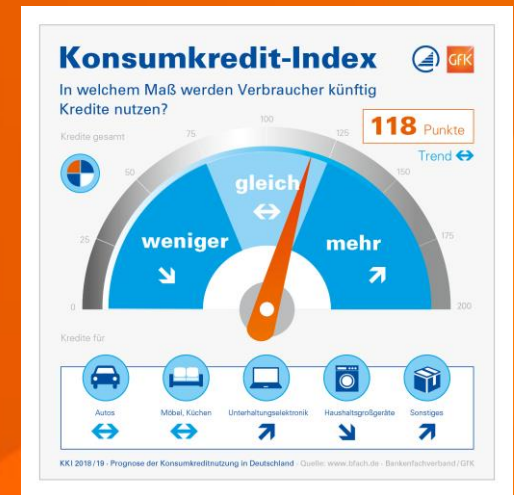 Konsumkredit-Index
GfK
In welchem Maß werden Verbraucher künftig
Kredite nutzen?
118 Punkte
Trend
Kredite gesamt
0
25
50
75
100
125
150
175
200
weniger
gleich
mehr
Kredite für
Autos
Möbel, Küchen
Unterhaltungselektronik
Haushaltsgroßgeräte
Sonstiges
KKI 2018/19 - Prognose der Konsumkreditnutzung in Deutschland - Quelle: www.bfach.de - Bankenfachverband/GfK